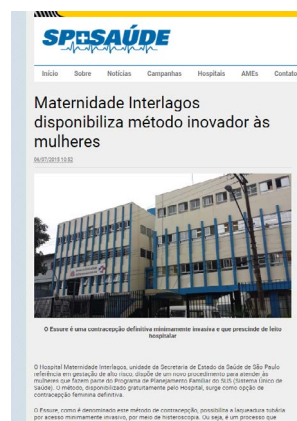 SP+SAÚDE
Início Sobre Notícias Campanhas Hospitais AMEs Contato
Maternidade Interlagos
disponibiliza método inovador às
mulheres
06/07/2015 10:02
O Essure é uma contracepção definitiva minimamente invasiva e que prescinde de leito
hospitalar
O Hospital Maternidade Interlagos, unidade da Secretaria de Estado da Saúde de São Paulo
referência em gestação de alto risco, dispõe de um novo procedimento para atender às
mulheres que fazem parte do Programa de Planejamento Familiar do SUS (Sistema Único de
Saúde). O método, disponibilizado gratuitamente pelo Hospital, surge como opção de
contracepção feminina definitiva.
O Essure, como é denominado este método de contracepção, possibilita a laqueadura tubária
por acesso minimamente invasivo, por meio de histeroscopia. Ou seja, é um processo que